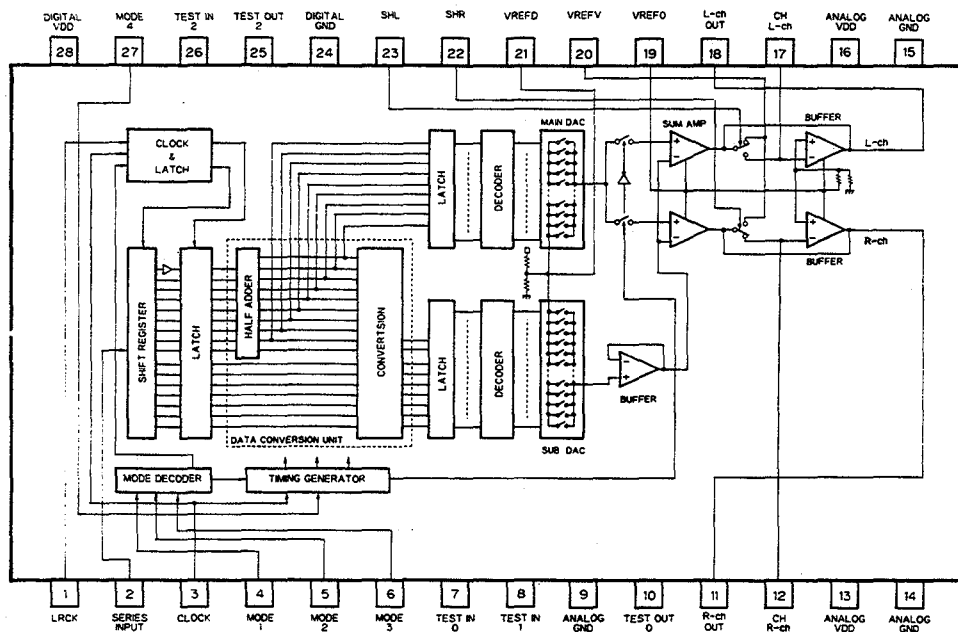 DIGITAL VDD
MODE 4
TEST IN 2
TEST OUT 2
DIGITAL GND
SHL
SHR
VREFD
VREFV
VREFO
L-ch OUT
CH L-ch
ANALOG VDD
ANALOG GND
28
27
26
25
24
23
22
21
20
19
18
17
16
15
CLOCK & LATCH
LATCH
DECODER
MAIN DAC
SUM AMP
BUFFER
L-ch
R-ch
BUFFER
SHIFT REGISTER
LATCH
HALF ADDER
CONVERTSION
DATA CONVERSION UNIT
LATCH
DECODER
SUB DAC
BUFFER
MODE DECODER
TIMING GENERATOR
1
2
3
4
5
6
7
8
9
10
11
12
13
14
LRCK
SERIES INPUT
CLOCK
MODE 1
MODE 2
MODE 3
TEST IN 0
TEST IN 1
ANALOG GND
TEST OUT 0
R-ch OUT
CH R-ch
ANALOG VDD
ANALOG GND